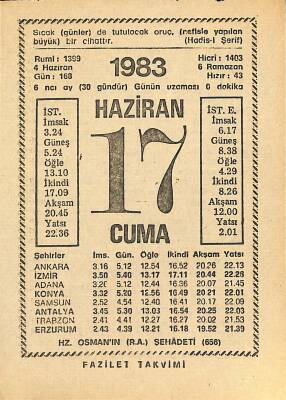 Sıcak (günler) de tutulacak oruç, (nefisle yapılan
büyük) bir cihattır. (Hadis-i Şerif)
Rumi : 1399
4 Haziran
Gün : 168
1983
Hicri : 1403
6 Ramazan
Hızır : 43
6 ncı ay (30 gündür) Günün uzaması 0 dakika
HAZİRAN
17
CUMA
İST.
İmsak
3.24
Güneş
5.24
Öğle
13.10
İkindi
17.09
Akşam
20.45
Yatsı
22.36
İST. E.
İmsak
6.17
Güneş
8.38
Öğle
4.29
İkindi
8.26
Akşam
12.00
Yatsı
2.01
Şehirler İms. Gün. Öğle İkindi Akşam Yatsı
ANKARA 3.16 5.12 12.54 16.52 20.26 22.13
İZMİR 3.50 5.40 13.17 17.11 20.44 22.28
ADANA 3.20 5.12 12.44 16.36 20.07 21.45
KONYA 3.32 5.20 12.56 16.49 20.21 22.01
SAMSUN 2.52 4.54 12.41 16.40 20.16 22.09
ANTALYA 3.45 5.30 13.03 16.54 20.25 22.03
TRABZON 2.41 4.41 12.27 16.27 20.02 21.53
ERZURUM 2.43 4.39 12.21 16.18 19.52 21.39
HZ. OSMAN'IN (R.A.) ŞEHÂDETİ (656)
FAZİLET TAKVİMİ